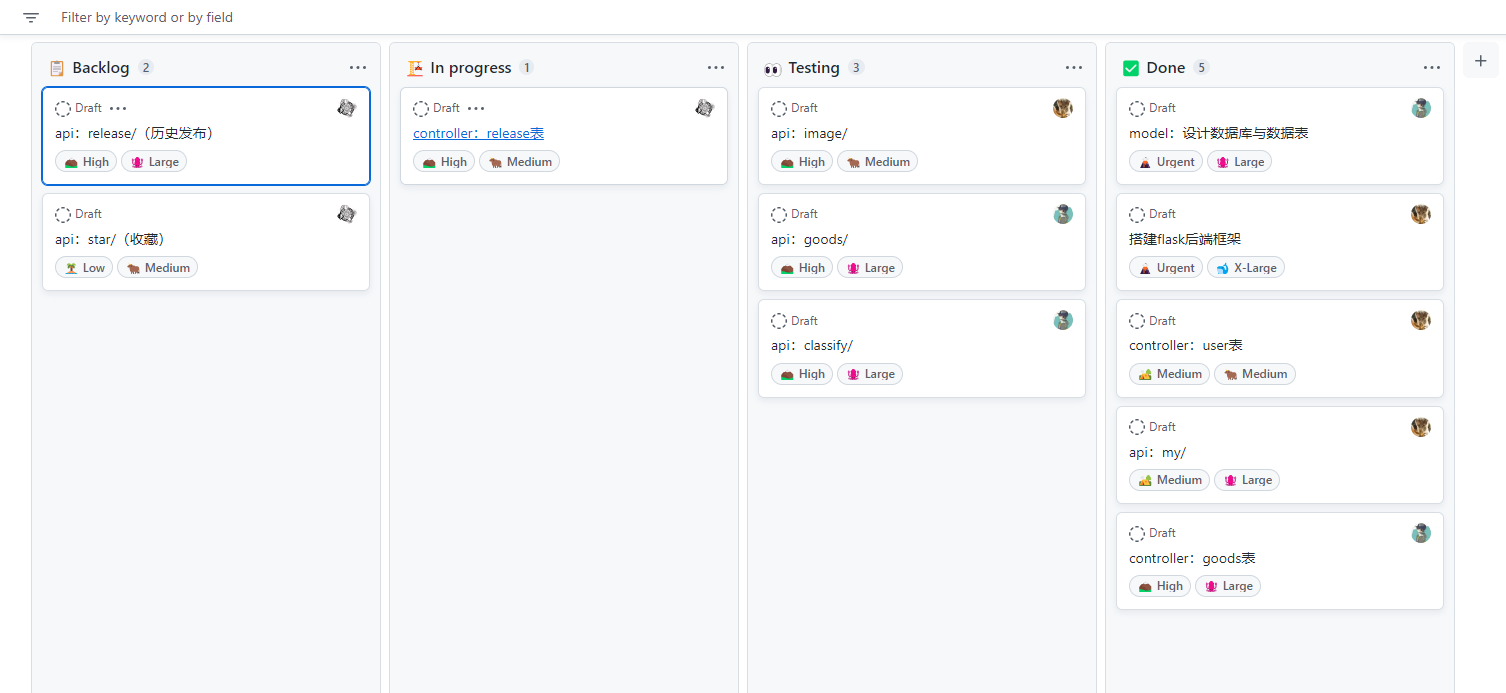 Filter by keyword or by field
Backlog 2
Draft
api：release/（历史发布）
High Large
Draft
api：star/（收藏）
Low Medium
In progress 1
Draft
controller：release表
High Medium
Testing 3
Draft
api：image/
High Medium
Draft
api：goods/
High Large
Draft
api：classify/
High Large
Done 5
Draft
model：设计数据库与数据表
Urgent Large
Draft
搭建flask后端框架
Urgent X-Large
Draft
controller：user表
Medium Medium
Draft
api：my/
Medium Large
Draft
controller：goods表
High Large